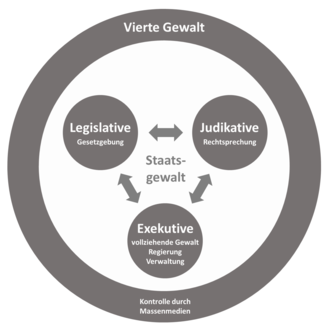 Vierte Gewalt
Legislative
Gesetzgebung
Judikative
Rechtsprechung
Staats-
gewalt
Exekutive
vollziehende Gewalt
Regierung
Verwaltung
Kontrolle durch
Massenmedien